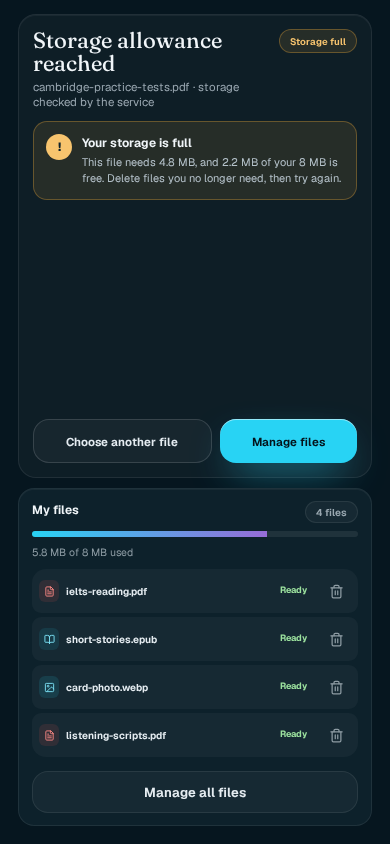 Storage allowance
reached
Storage full
cambridge-practice-tests.pdf · storage
checked by the service
!
Your storage is full
This file needs 4.8 MB, and 2.2 MB of your 8 MB is
free. Delete files you no longer need, then try again.
Choose another file
Manage files
My files
4 files
5.8 MB of 8 MB used
ielts-reading.pdf
Ready
short-stories.epub
Ready
card-photo.webp
Ready
listening-scripts.pdf
Ready
Manage all files